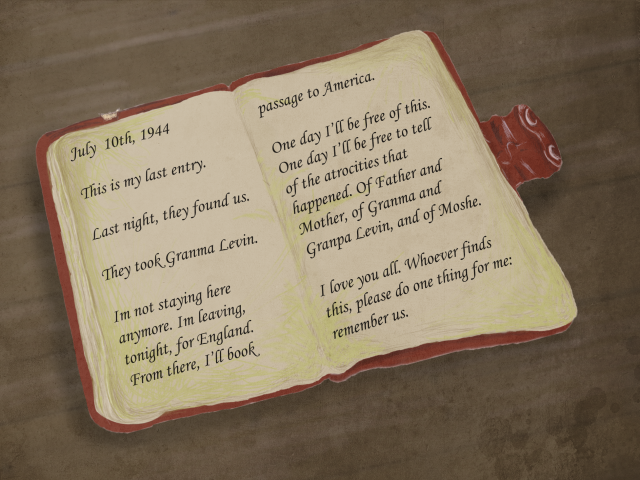 July 10th, 1944
This is my last entry.
Last night, they found us.
They took Granma Levin.
Im not staying here
anymore. Im leaving,
tonight, for England.
From there, I'll book
passage to America.
One day I'll be free of this.
One day I'll be free to tell
of the atrocities that
happened. Of Father and
Mother, of Granma and
Granpa Levin, and of Moshe.
I love you all. Whoever finds
this, please do one thing for me:
remember us.